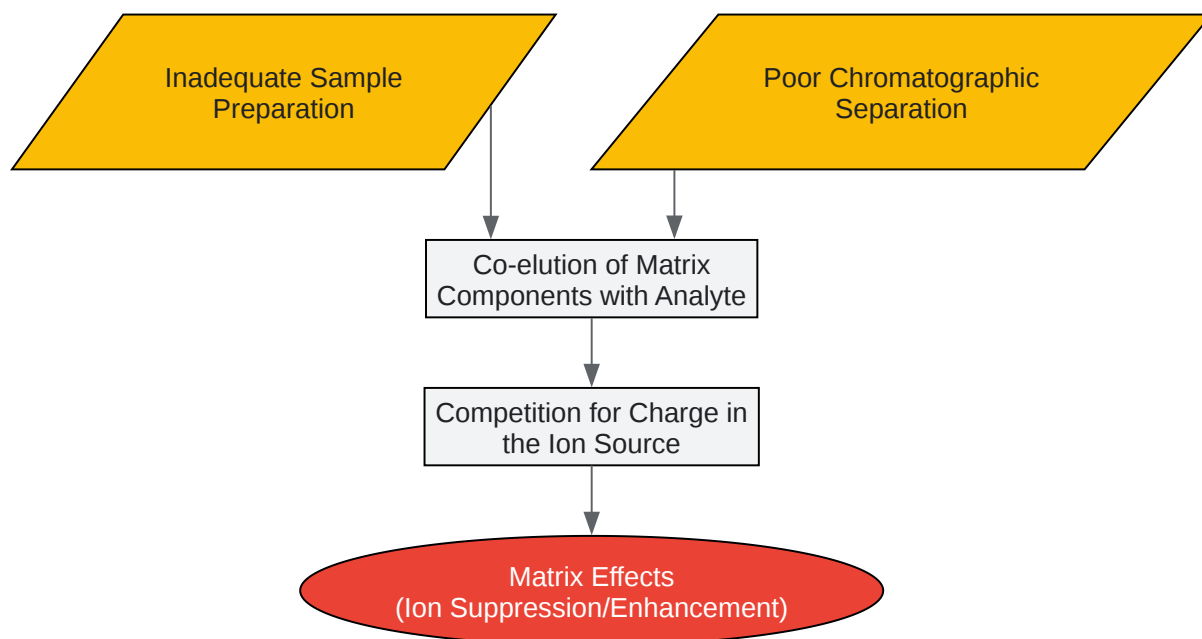 Inadequate Sample
Preparation
Poor Chromatographic
Separation
Co-elution of Matrix
Components with Analyte
Competition for Charge in
the Ion Source
Matrix Effects
(Ion Suppression/Enhancement)